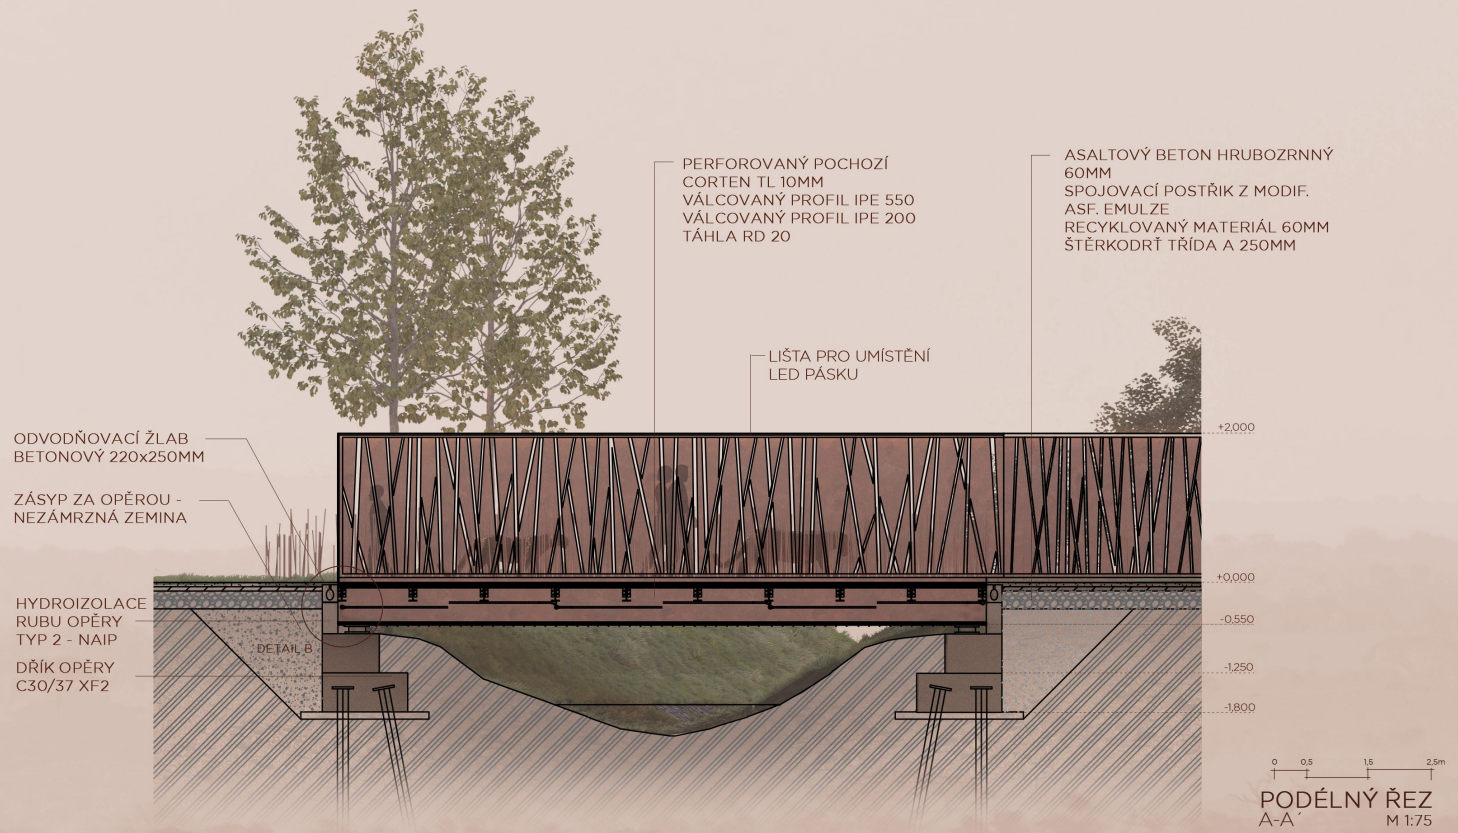 PERFOROVANÝ POCHOZÍ
CORTEN TL 10MM
VÁLCOVANÝ PROFIL IPE 550
VÁLCOVANÝ PROFIL IPE 200
TÁHLA RD 20
ASALTOVÝ BETON HRUBOZRNNÝ
60MM
SPOJOVACÍ POSTŘIK Z MODIF.
ASF. EMULZE
RECYKLOVANÝ MATERIÁL 60MM
ŠTĚRKODRŤ TŘÍDA A 250MM
LIŠTA PRO UMÍSTĚNÍ
LED PÁSKU
ODVODŇOVACÍ ŽLAB
BETONOVÝ 220x250MM
ZÁSYP ZA OPĚROU -
NEZÁMRZNÁ ZEMINA
HYDROIZOLACE
RUBU OPĚRY
TYP 2 - NAIP
DŘÍK OPĚRY
C30/37 XF2
DETAIL B
+2,000
+0,000
-0,550
-1,250
-1,800
0 0,5 1,5 2,5m
PODÉLNÝ ŘEZ
A-A´ M 1:75